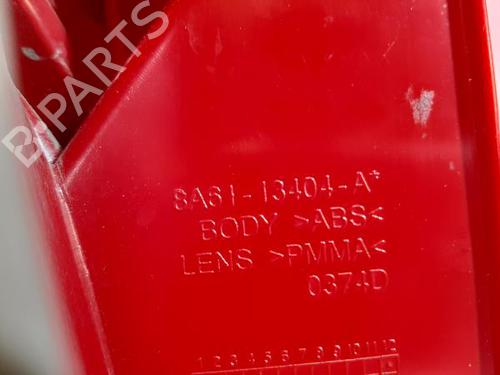 B-PARTS
8A61-13404-A*
BODY >ABS<
LENS >PMMA<
0374D
1 2 3 4 5 6 7 8 9 10 11 12